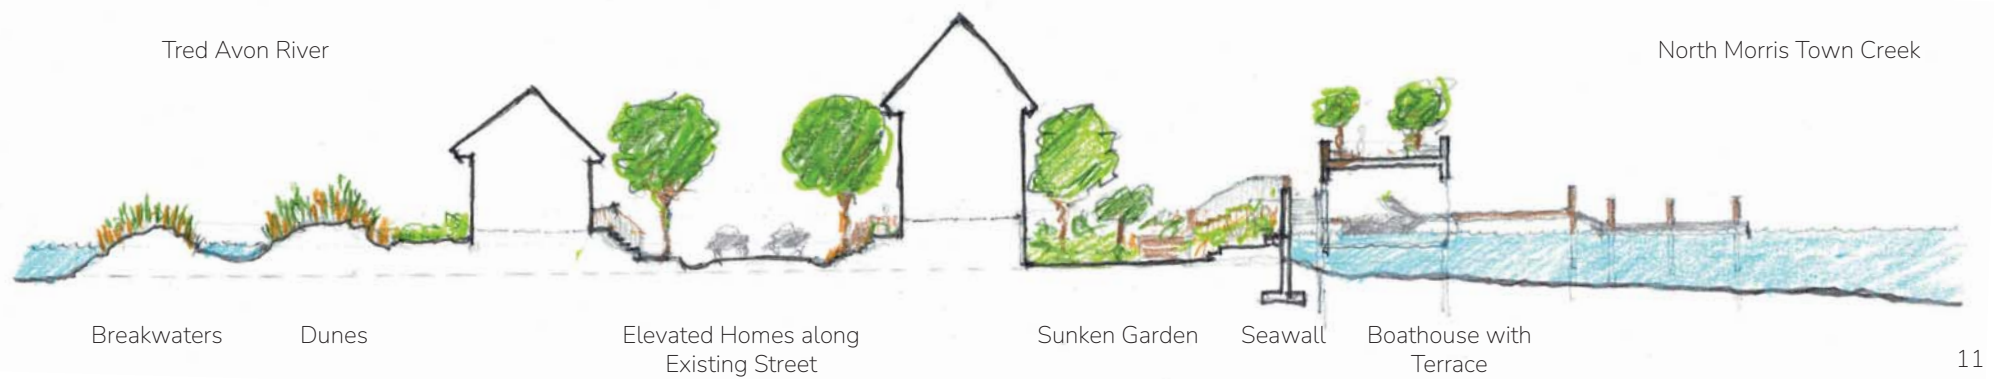 Tred Avon River
North Morris Town Creek
Breakwaters
Dunes
Elevated Homes along
Existing Street
Sunken Garden
Seawall
Boathouse with
Terrace
11